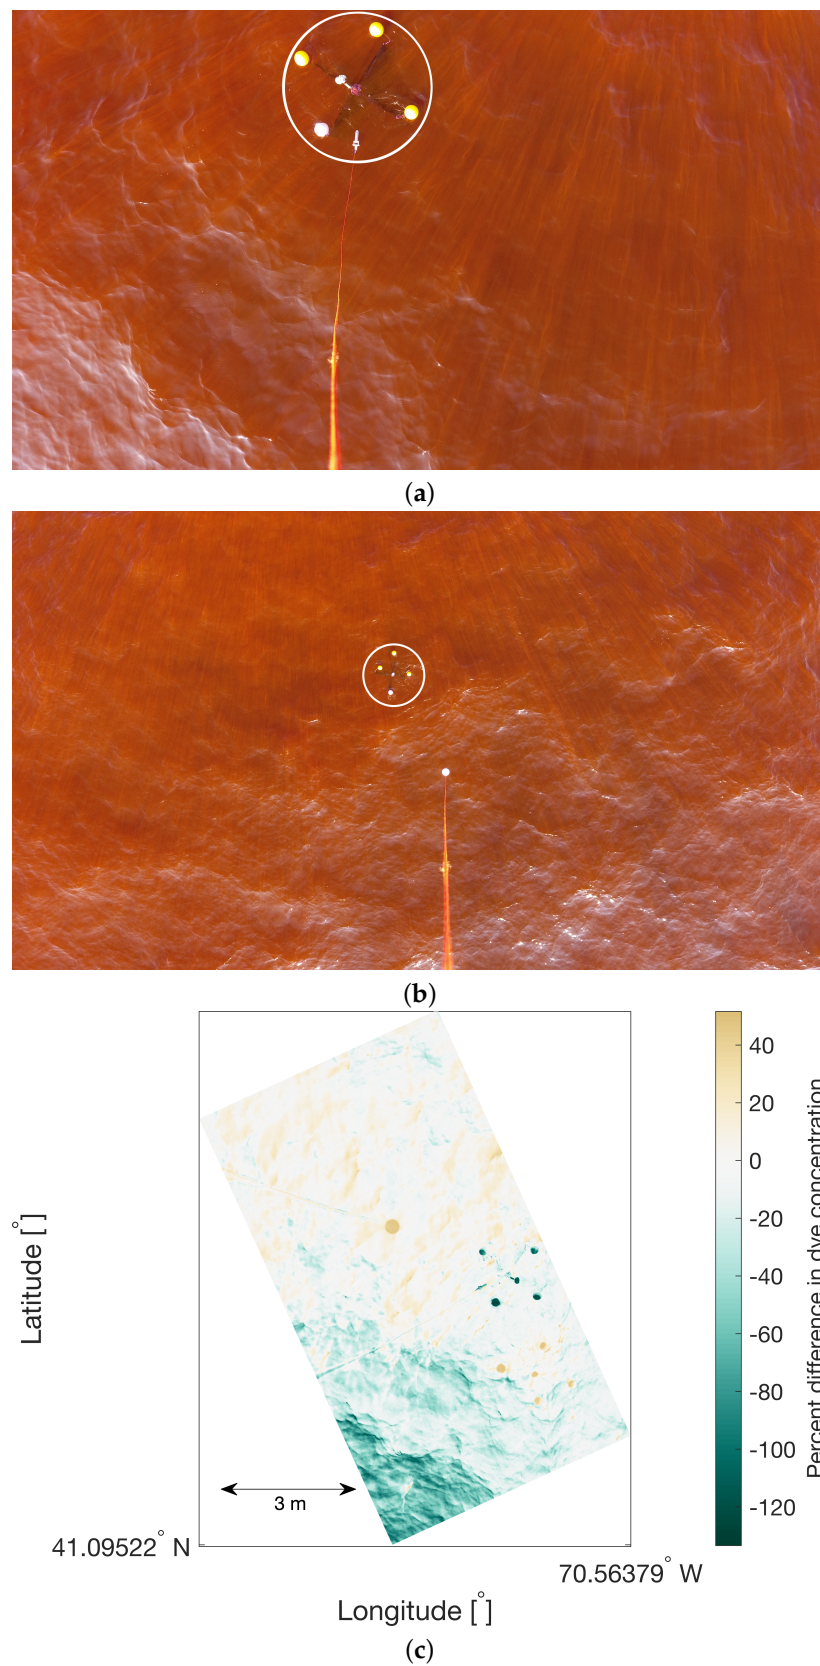 (a)
(b)
40
20
0
-20
-40
-60
-80
-100
-120
Percent difference in dye concentration
Latitude [°]
3 m
41.09522° N
70.56379° W
Longitude [°]
(c)